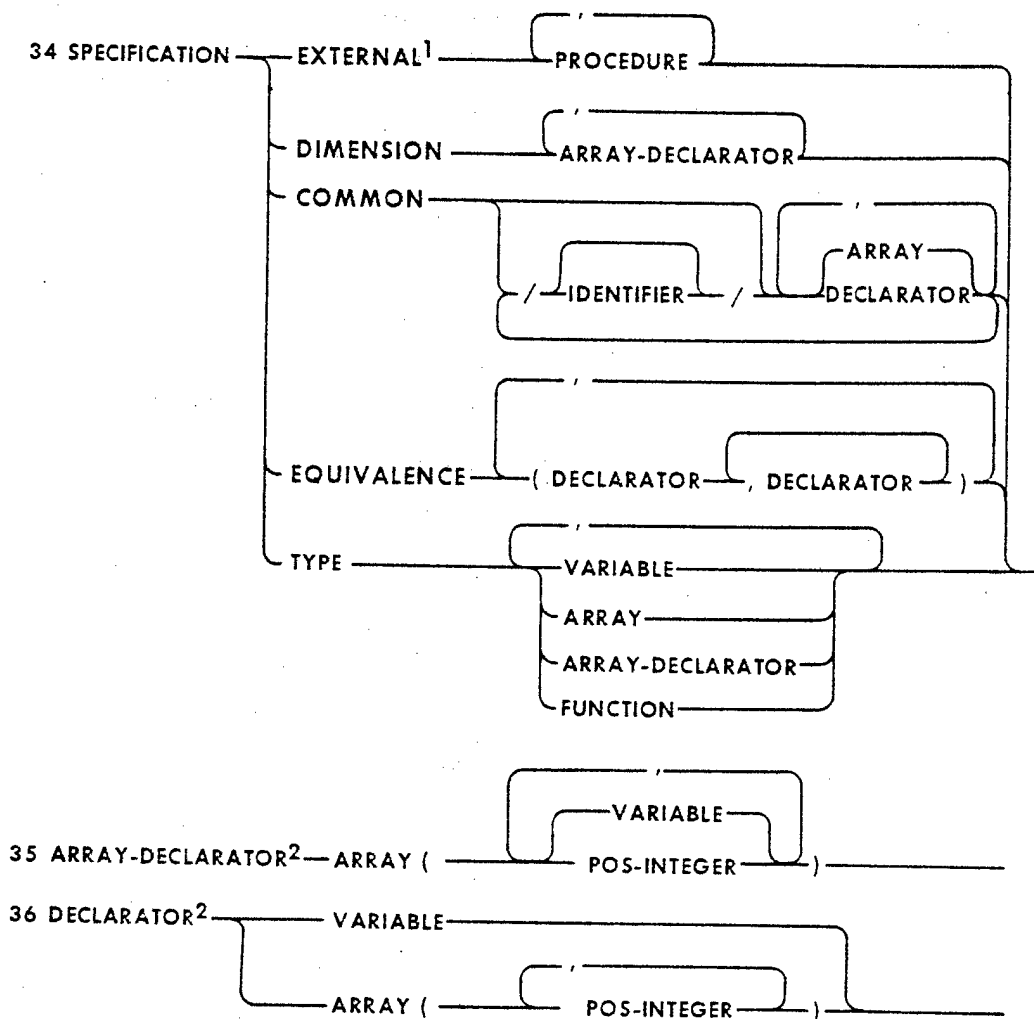 ,
34 SPECIFICATION EXTERNAL1 PROCEDURE
,
DIMENSION ARRAY-DECLARATOR
COMMON
,
ARRAY
/ IDENTIFIER / DECLARATOR
,
EQUIVALENCE ( DECLARATOR , DECLARATOR )
,
TYPE VARIABLE
ARRAY
ARRAY-DECLARATOR
FUNCTION
,
VARIABLE
35 ARRAY-DECLARATOR2 ARRAY ( POS-INTEGER )
36 DECLARATOR2 VARIABLE
,
ARRAY ( POS-INTEGER )